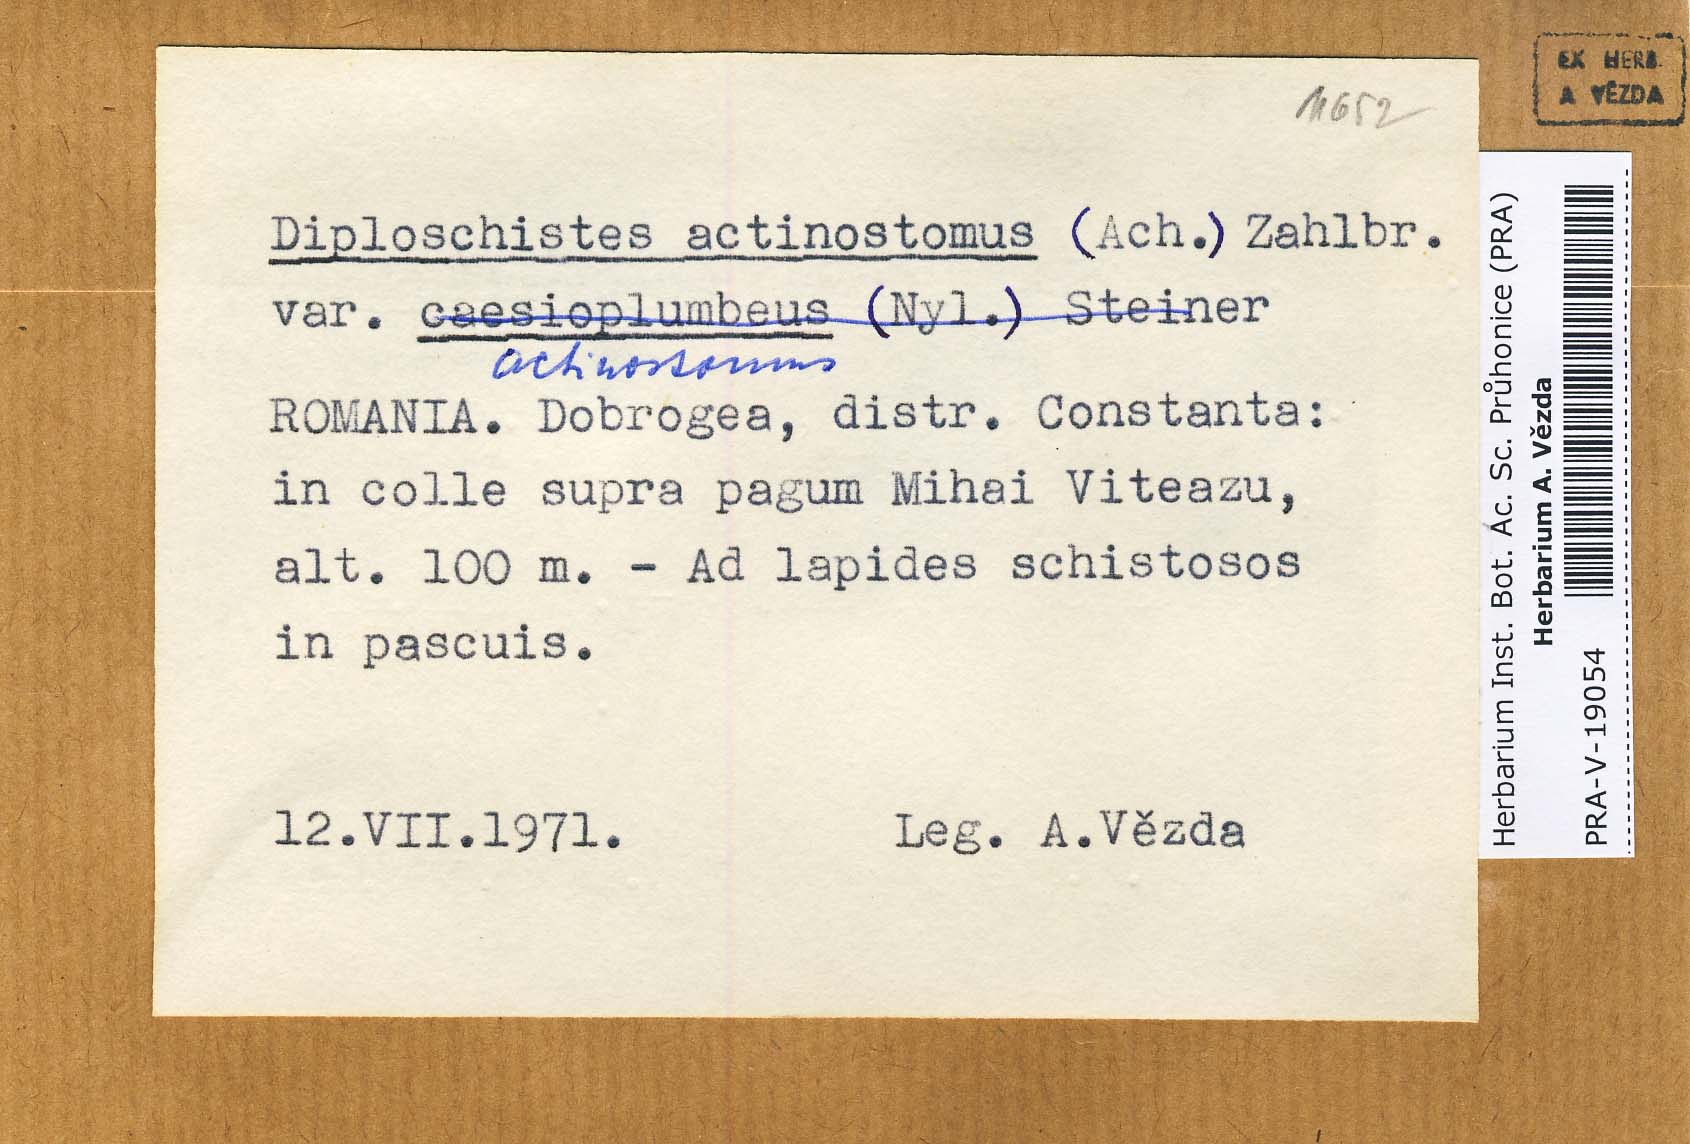 11652
EX HERB.
A VĚZDA
Diploschistes actinostomus (Ach.) Zahlbr.
var. caesioplumbeus (Nyl.) Steiner
actinostomus
ROMANIA. Dobrogea, distr. Constanta:
in colle supra pagum Mihai Viteazu,
alt. 100 m. - Ad lapides schistosos
in pascuis.
12.VII.1971. Leg. A.Vězda
Herbarium Inst. Bot. Ac. Sc. Průhonice (PRA)
Herbarium A. Vězda
PRA-V-19054